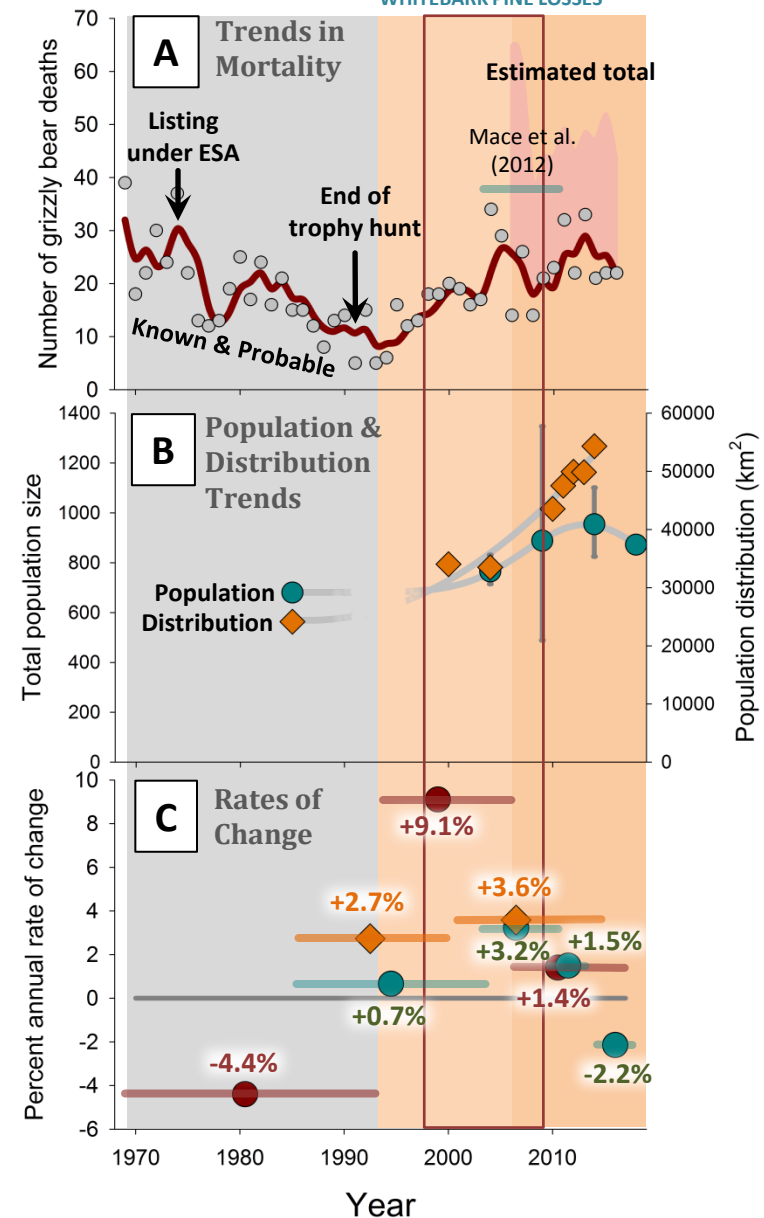 WHITEBARK PINE LOSSES
70
60
50
40
30
20
10
0
Number of grizzly bear deaths
A
Trends in
Mortality
Estimated total
Listing
under ESA
Mace et al.
(2012)
End of
trophy hunt
Known & Probable
1400
1200
1000
800
600
400
200
0
Total population size
B
Population &
Distribution
Trends
Population
Distribution
60000
50000
40000
30000
20000
10000
0
Population distribution (km²)
10
8
6
4
2
0
-2
-4
-6
Percent annual rate of change
C
Rates of
Change
+9.1%
+2.7%
+3.6%
+3.2%
+1.5%
+0.7%
+1.4%
-4.4%
-2.2%
1970
1980
1990
2000
2010
Year